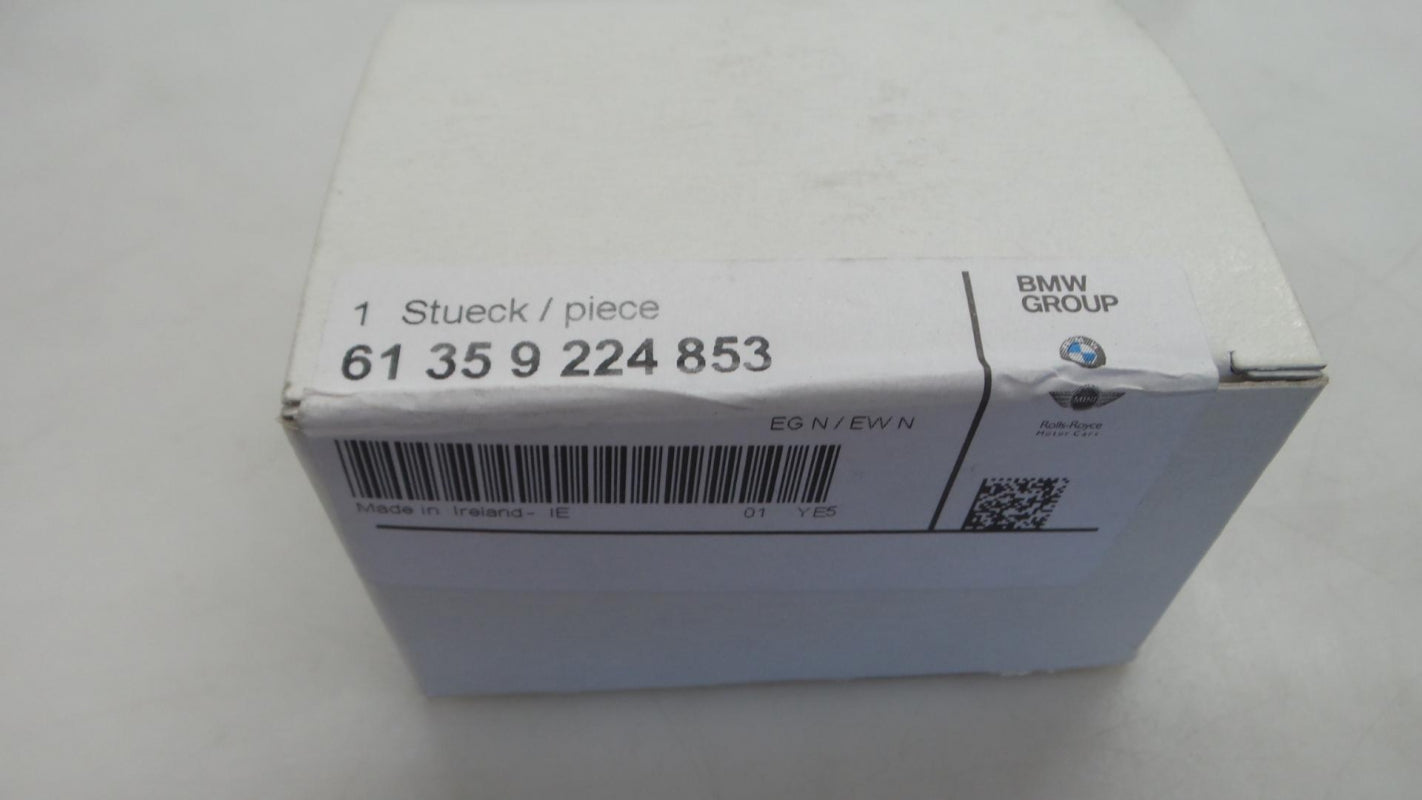 1 Stueck / piece
61 35 9 224 853
EG N / EW N
Made in Ireland- IE 01 YE5
BMW
GROUP
MINI
Rolls-Royce
Motor Cars